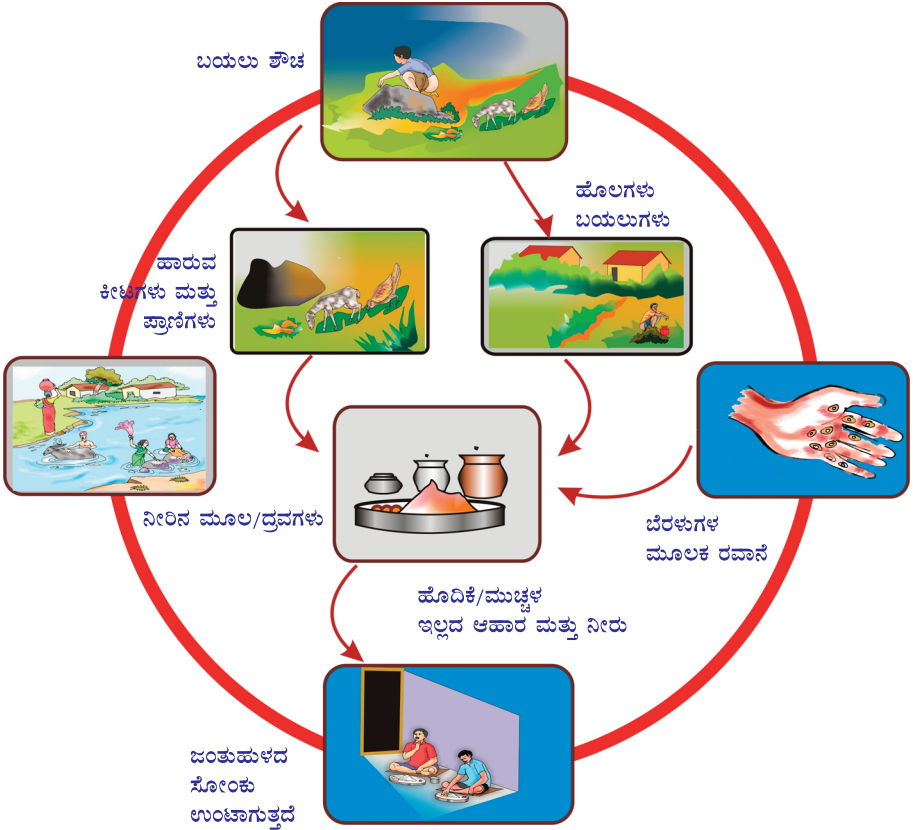 ಬಯಲು ಶೌಚ
ಹೊಲಗಳು
ಬಯಲುಗಳು
ಹಾರುವ
ಕೀಟಗಳು ಮತ್ತು
ಪ್ರಾಣಿಗಳು
ನೀರಿನ ಮೂಲ/ದ್ರವಗಳು
ಬೆರಳುಗಳ
ಮೂಲಕ ರವಾನೆ
ಹೊದಿಕೆ/ಮುಚ್ಚಳ
ಇಲ್ಲದ ಆಹಾರ ಮತ್ತು ನೀರು
ಜಂತುಹುಳದ
ಸೋಂಕು
ಉಂಟಾಗುತ್ತದೆ